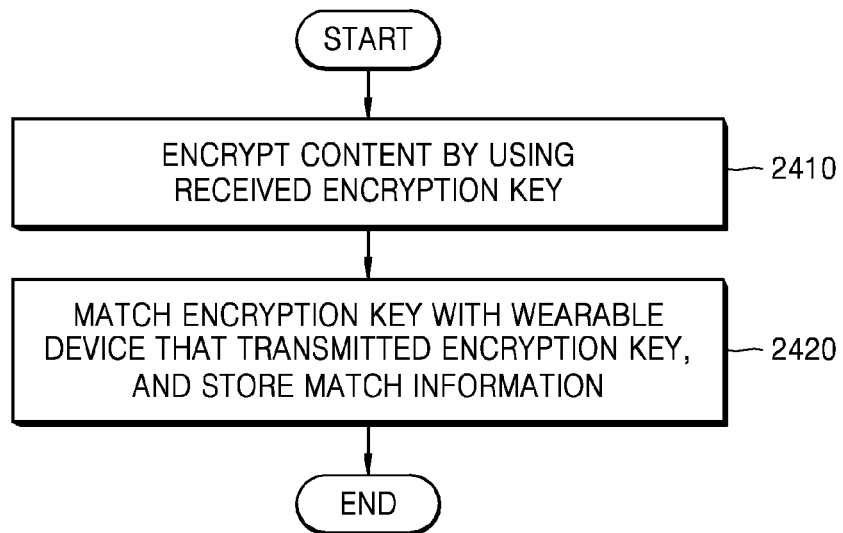 START
ENCRYPT CONTENT BY USING
RECEIVED ENCRYPTION KEY
2410
MATCH ENCRYPTION KEY WITH WEARABLE
DEVICE THAT TRANSMITTED ENCRYPTION KEY,
AND STORE MATCH INFORMATION
2420
END